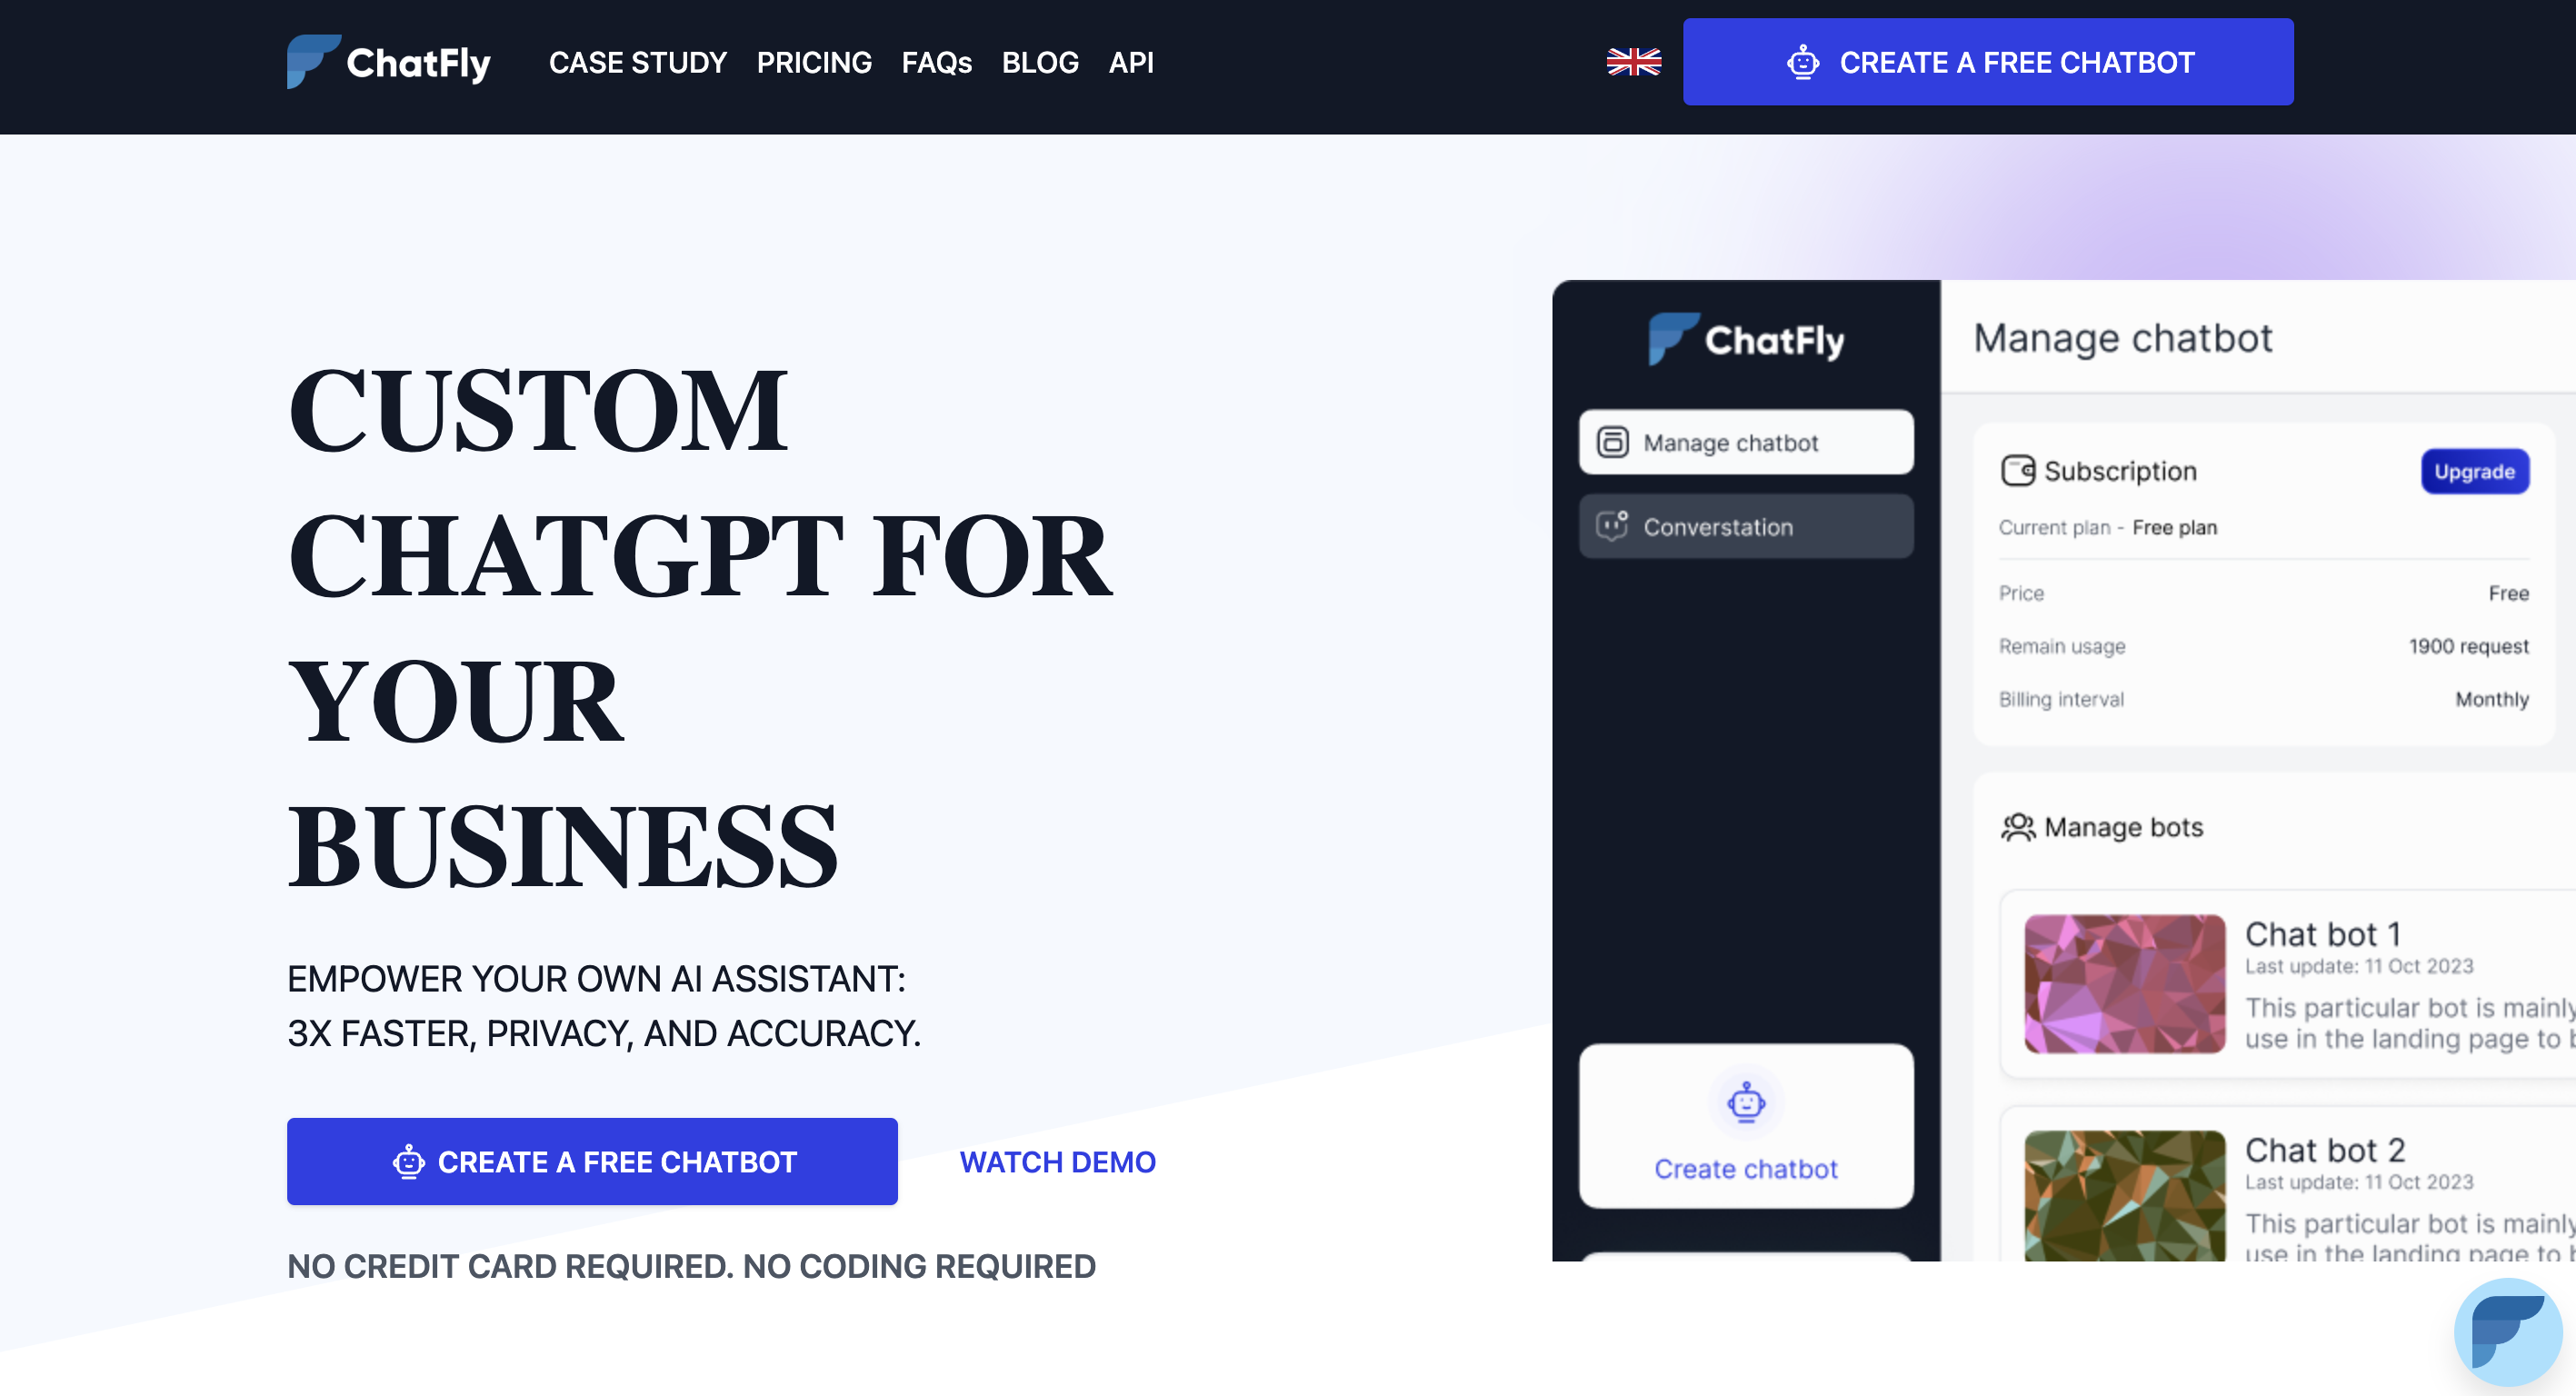 ChatFly
CASE STUDY
PRICING
FAQs
BLOG
API
CREATE A FREE CHATBOT
CUSTOM
CHATGPT FOR
YOUR
BUSINESS
EMPOWER YOUR OWN AI ASSISTANT:
3X FASTER, PRIVACY, AND ACCURACY.
CREATE A FREE CHATBOT
WATCH DEMO
NO CREDIT CARD REQUIRED. NO CODING REQUIRED
ChatFly
Manage chatbot
Converstation
Create chatbot
Manage chatbot
Subscription
Upgrade
Current plan - Free plan
Price Free
Remain usage 1900 request
Billing interval Monthly
Manage bots
Chat bot 1
Last update: 11 Oct 2023
This particular bot is mainly
use in the landing page to
Chat bot 2
Last update: 11 Oct 2023
This particular bot is mainly
use in the landing page to